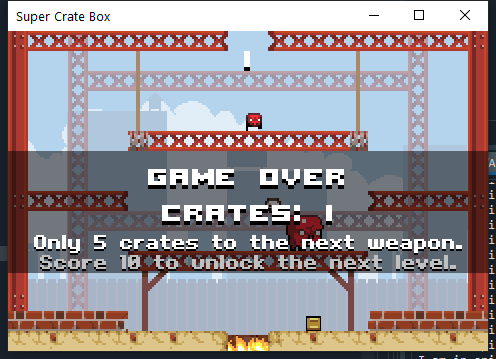 Super Crate Box
1
GAME OVER
CRATES: 1
Only 5 crates to the next weapon.
Score 10 to unlock the next level.